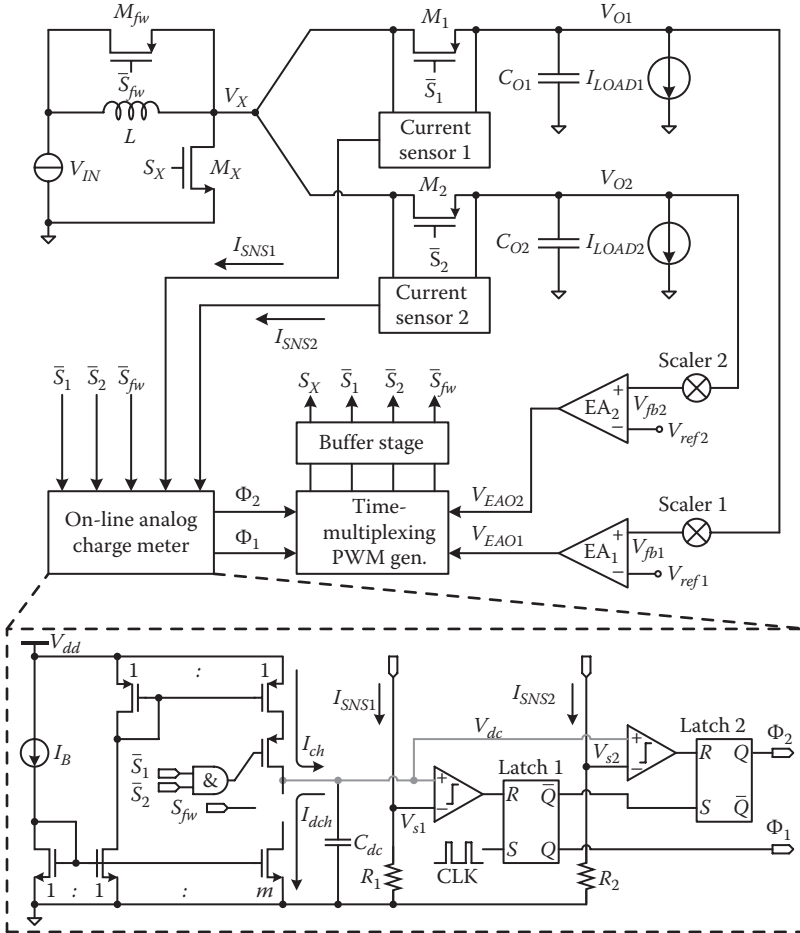 M_fw
S̅_fw
L
V_X
V_IN
S_X
M_X
M_1
S̅_1
Current
sensor 1
C_O1
I_LOAD1
V_O1
M_2
S̅_2
Current
sensor 2
C_O2
I_LOAD2
V_O2
I_SNS1
I_SNS2
S̅_1 S̅_2 S̅_fw
S_X S̅_1 S̅_2 S̅_fw
Buffer stage
On-line analog
charge meter
Φ_2
Φ_1
Time-
multiplexing
PWM gen.
V_EAO2
V_EAO1
Scaler 2
EA_2
+
−
V_fb2
V_ref2
Scaler 1
EA_1
+
−
V_fb1
V_ref1
V_dd
1 : 1
I_B
S̅_1
S̅_2
&
S_fw
I_ch
I_dch
C_dc
1 : 1 : m
I_SNS1
V_s1
R_1
V_dc
+
−
CLK
Latch 1
R Q̅
S Q
I_SNS2
V_s2
R_2
+
−
Latch 2
R Q
S Q̅
Φ_2
Φ_1